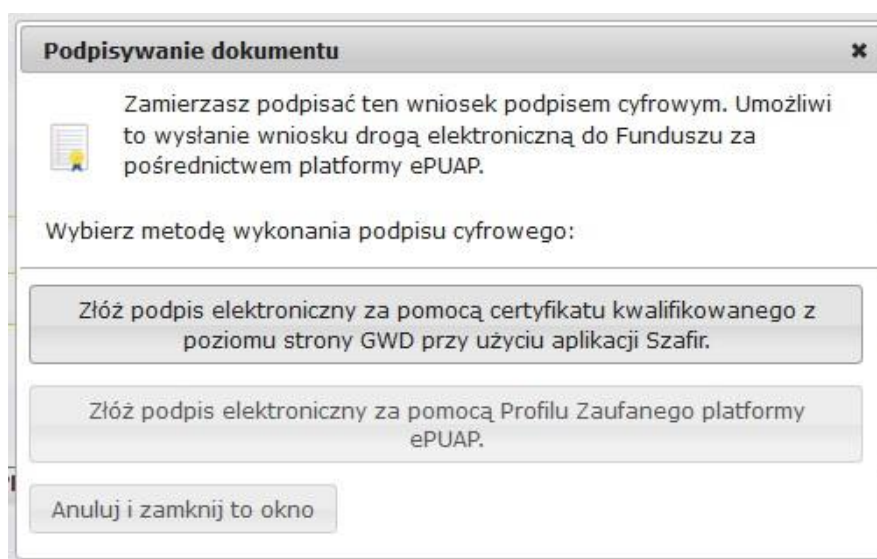 Podpisywanie dokumentu
Zamierzasz podpisać ten wniosek podpisem cyfrowym. Umożliwi
to wysłanie wniosku drogą elektroniczną do Funduszu za
pośrednictwem platformy ePUAP.
Wybierz metodę wykonania podpisu cyfrowego:
Złóż podpis elektroniczny za pomocą certyfikatu kwalifikowanego z
poziomu strony GWD przy użyciu aplikacji Szafir.
Złóż podpis elektroniczny za pomocą Profilu Zaufanego platformy
ePUAP.
Anuluj i zamknij to okno